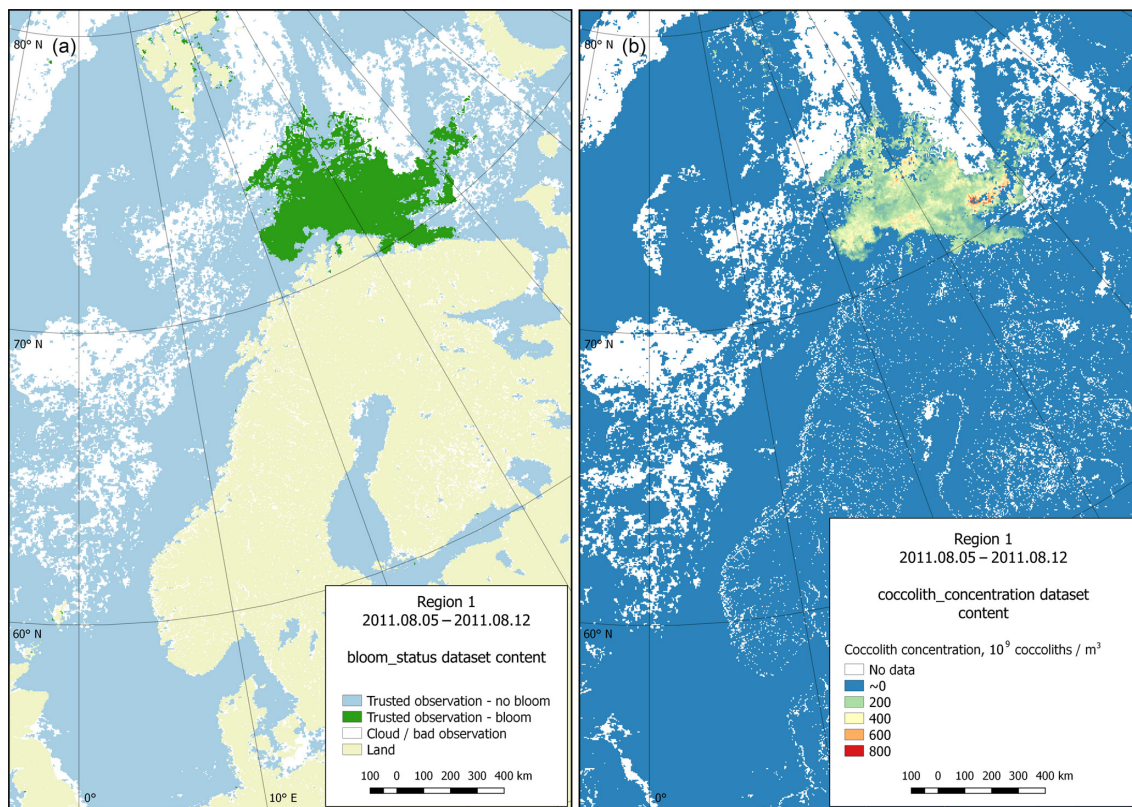 (a)
80° N
70° N
60° N
0°
10° E
Region 1
2011.08.05 – 2011.08.12
bloom_status dataset content
Trusted observation - no bloom
Trusted observation - bloom
Cloud / bad observation
Land
100 0 100 200 300 400 km
(b)
80° N
70° N
60° N
0°
10° E
Region 1
2011.08.05 – 2011.08.12
coccolith_concentration dataset
content
Coccolith concentration, 10⁹ coccoliths / m³
No data
~0
200
400
600
800
100 0 100 200 300 400 km